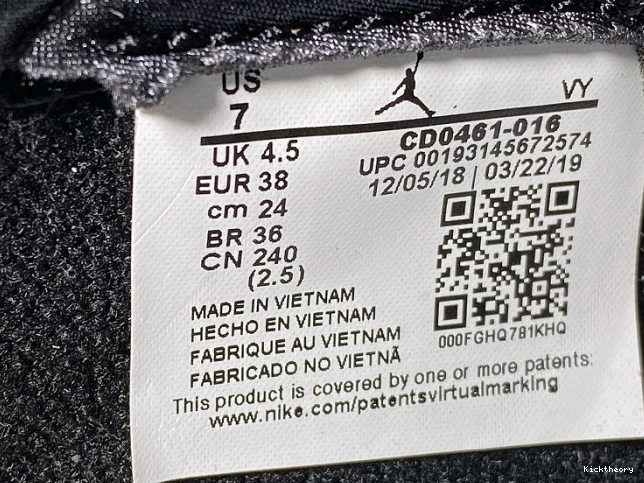 US
7
VY
UK 4.5
EUR 38
cm 24
BR 36
CN 240
(2.5)
CD0461-016
UPC 00193145672574
12/05/18 | 03/22/19
000FGHQ781KHQ
MADE IN VIETNAM
HECHO EN VIETNAM
FABRIQUE AU VIETNAM
FABRICADO NO VIETNÃ
This product is covered by one or more patents:
www.nike.com/patentsvirtualmarking
Kicktheory